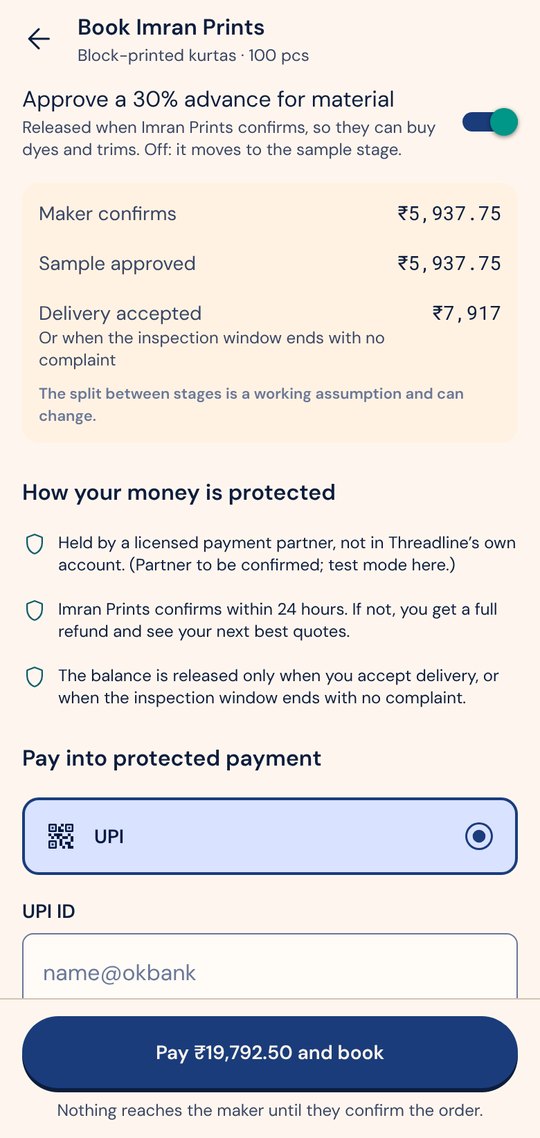 Book Imran Prints
Block-printed kurtas · 100 pcs
Approve a 30% advance for material
Released when Imran Prints confirms, so they can buy
dyes and trims. Off: it moves to the sample stage.
Maker confirms ₹5,937.75
Sample approved ₹5,937.75
Delivery accepted ₹7,917
Or when the inspection window ends with no
complaint
The split between stages is a working assumption and can
change.
How your money is protected
Held by a licensed payment partner, not in Threadline’s own
account. (Partner to be confirmed; test mode here.)
Imran Prints confirms within 24 hours. If not, you get a full
refund and see your next best quotes.
The balance is released only when you accept delivery, or
when the inspection window ends with no complaint.
Pay into protected payment
UPI
UPI ID
name@okbank
Pay ₹19,792.50 and book
Nothing reaches the maker until they confirm the order.